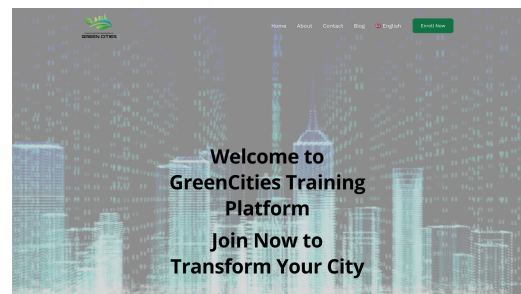 GREEN CITIES
Home About Contact Blog English Enroll Now
Welcome to
GreenCities Training
Platform
Join Now to
Transform Your City